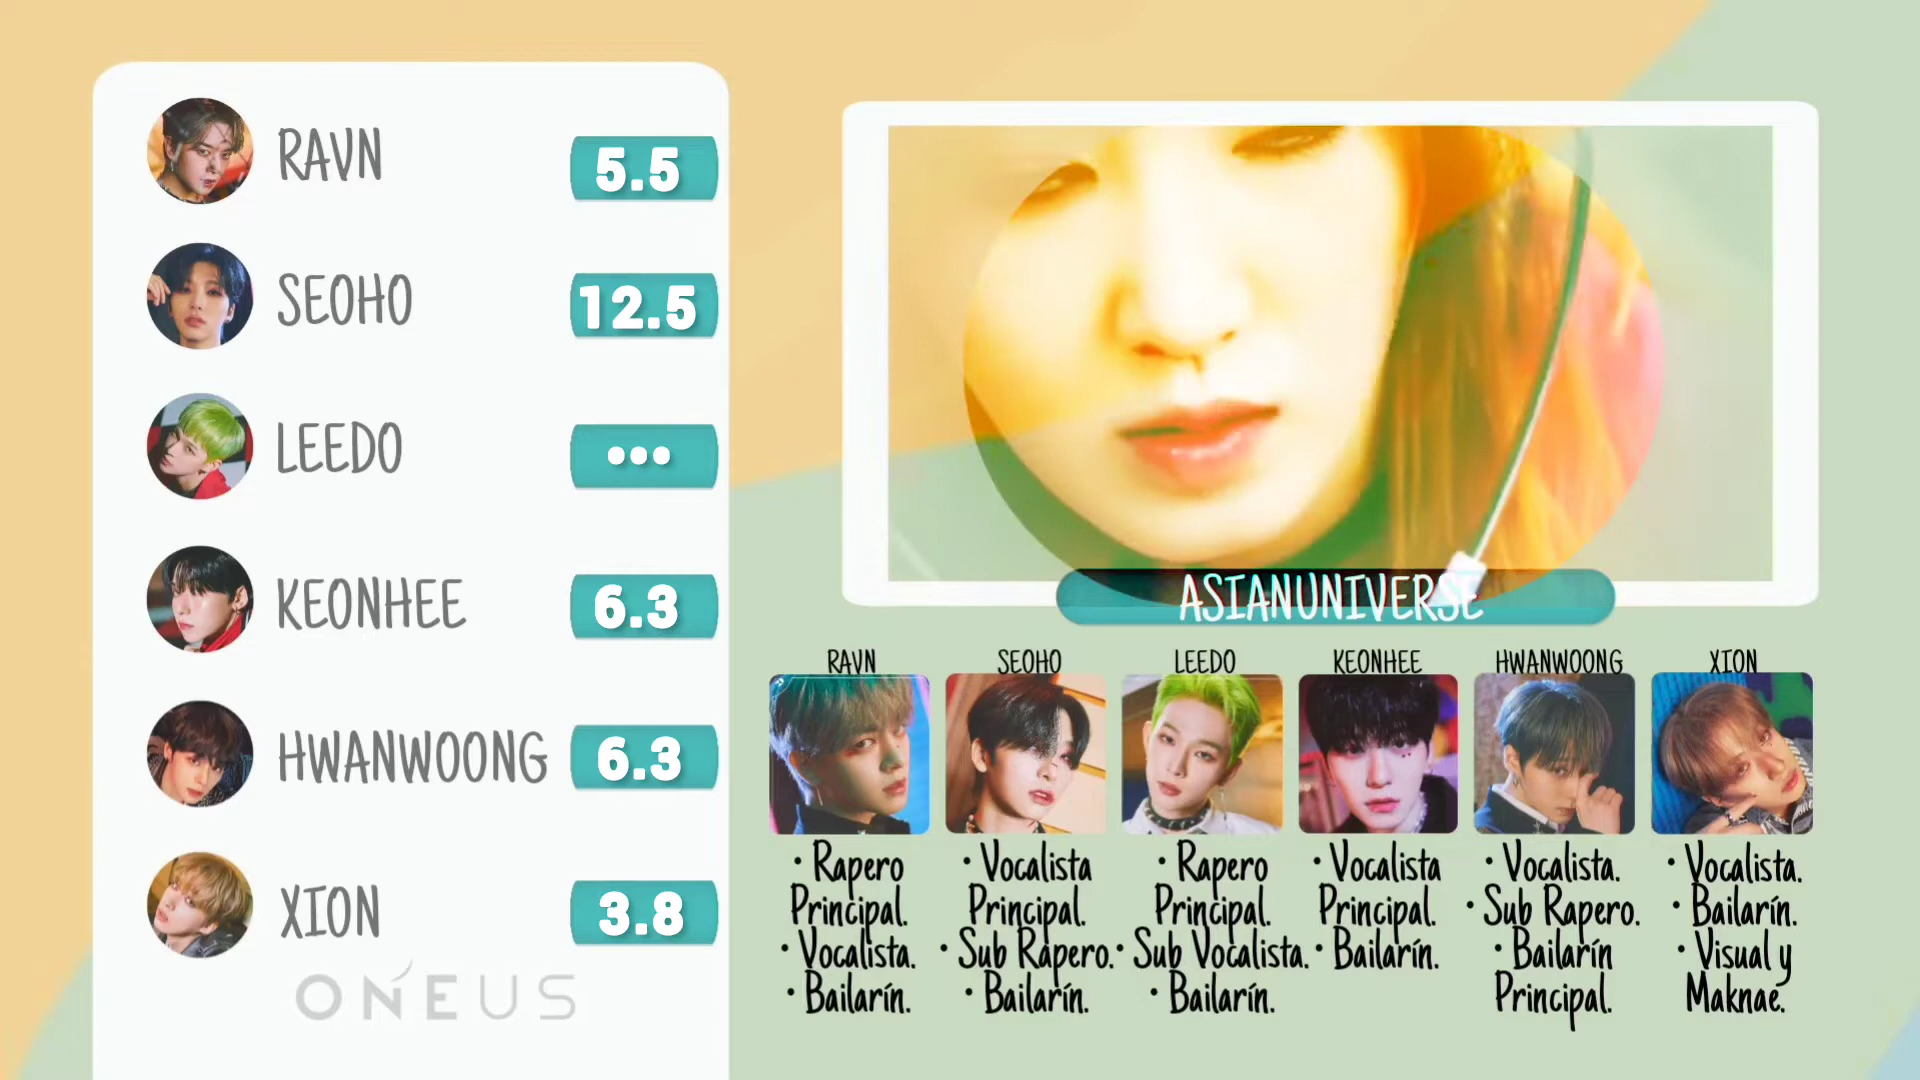 RAVN
5.5
SEOHO
12.5
LEEDO
•••
KEONHEE
6.3
HWANWOONG
6.3
XION
3.8
ONEUS
ASIANUNIVERSE
RAVN
• Rapero
Principal.
• Vocalista.
• Bailarín.
SEOHO
• Vocalista
Principal.
• Sub Rapero.
• Bailarín.
LEEDO
• Rapero
Principal.
• Sub Vocalista.
• Bailarín.
KEONHEE
• Vocalista
Principal.
• Bailarín.
HWANWOONG
• Vocalista.
• Sub Rapero.
• Bailarín
Principal.
XION
• Vocalista.
• Bailarín.
• Visual y
Maknae.